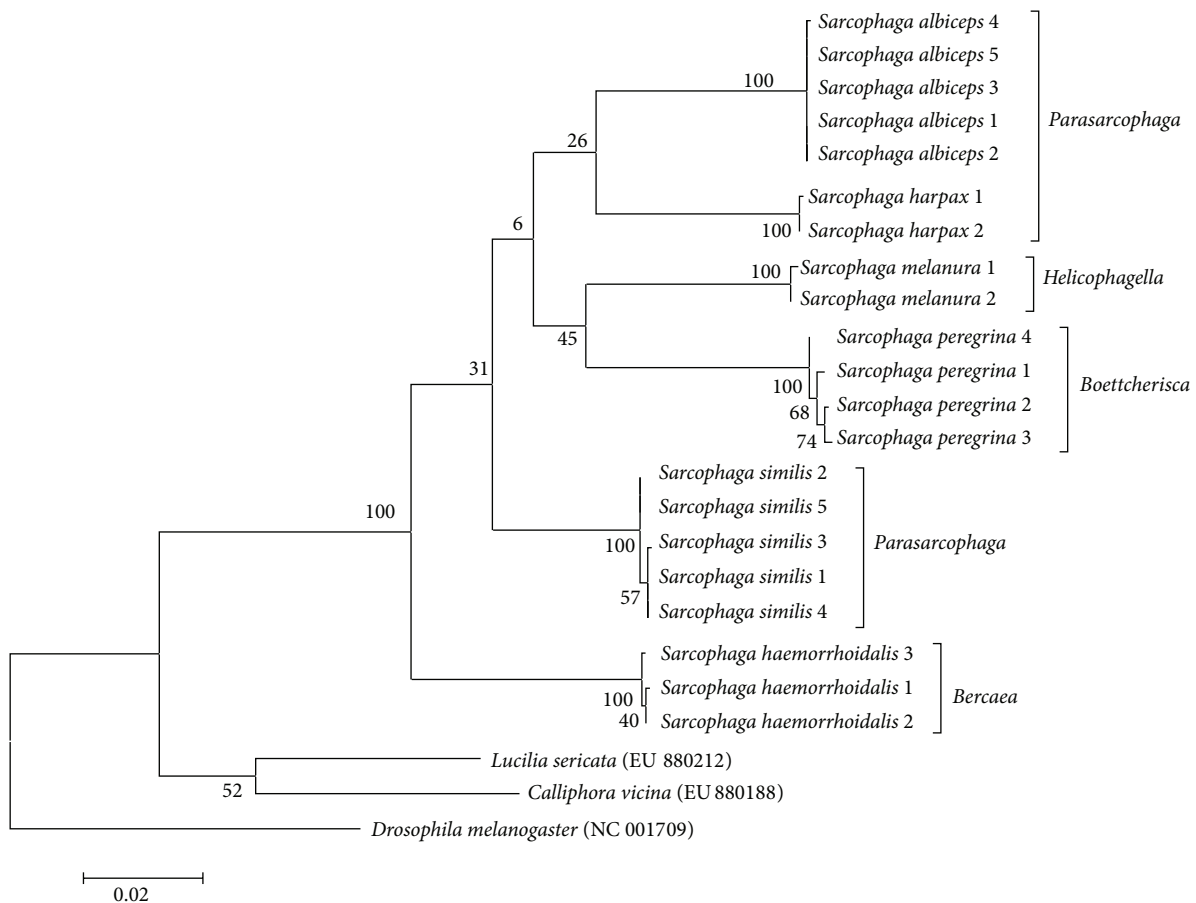 Sarcophaga albiceps 4
Sarcophaga albiceps 5
100
Sarcophaga albiceps 3
Sarcophaga albiceps 1
Parasarcophaga
26
Sarcophaga albiceps 2
Sarcophaga harpax 1
6
100
Sarcophaga harpax 2
100
Sarcophaga melanura 1
Helicophagella
Sarcophaga melanura 2
45
Sarcophaga peregrina 4
31
Sarcophaga peregrina 1
100
Boettcherisca
68
Sarcophaga peregrina 2
74
Sarcophaga peregrina 3
Sarcophaga similis 2
100
Sarcophaga similis 5
100
Sarcophaga similis 3
Parasarcophaga
Sarcophaga similis 1
57
Sarcophaga similis 4
Sarcophaga haemorrhoidalis 3
100
Sarcophaga haemorrhoidalis 1
Bercaea
40
Sarcophaga haemorrhoidalis 2
Lucilia sericata (EU 880212)
52
Calliphora vicina (EU 880188)
Drosophila melanogaster (NC 001709)
0.02